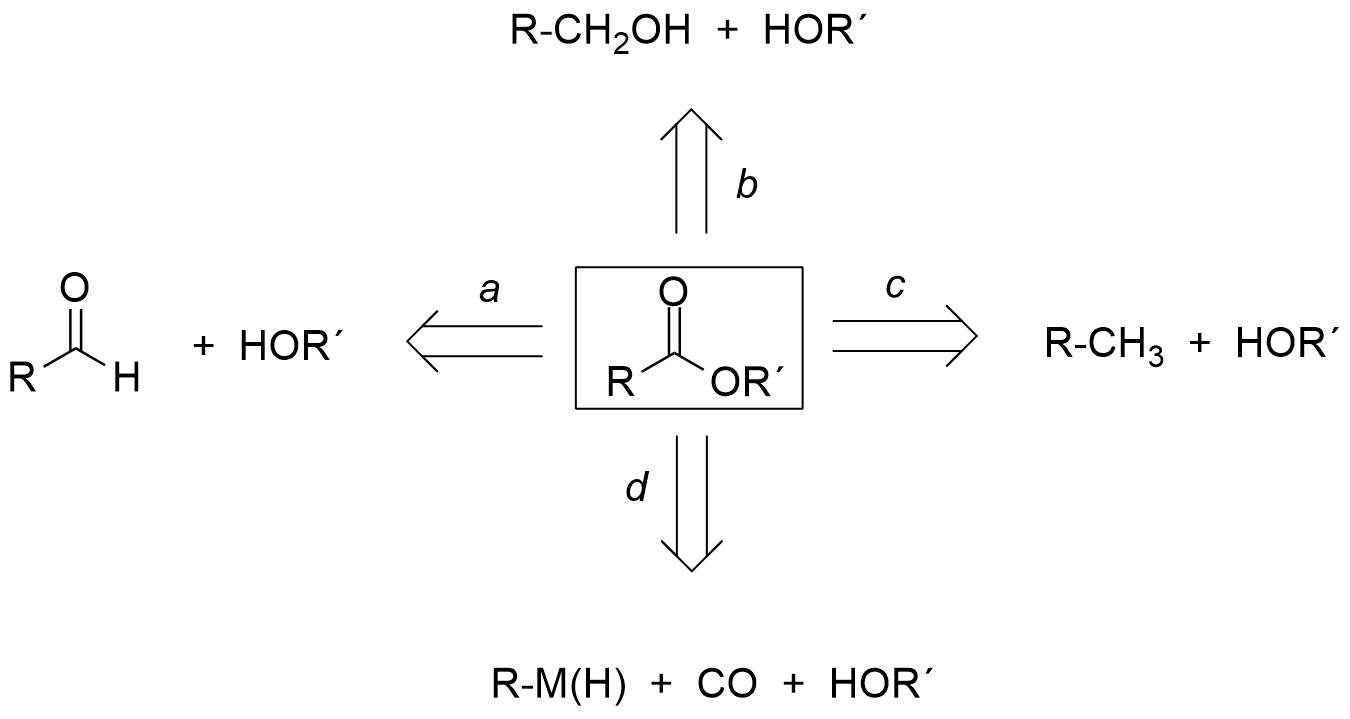 R-CH₂OH + HOR´
b
O
R
H
+ HOR´
a
O
R
OR´
c
R-CH₃ + HOR´
d
R-M(H) + CO + HOR´